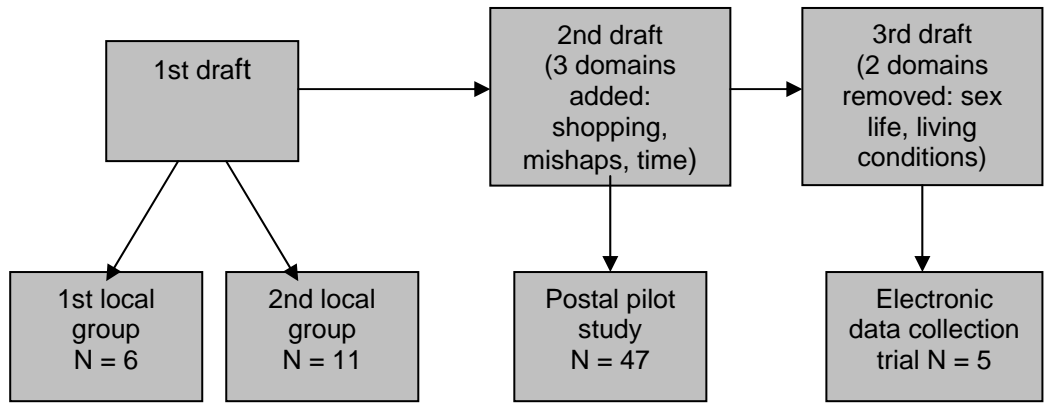 1st draft
2nd draft
(3 domains
added:
shopping,
mishaps, time)
3rd draft
(2 domains
removed: sex
life, living
conditions)
1st local
group
N = 6
2nd local
group
N = 11
Postal pilot
study
N = 47
Electronic
data collection
trial N = 5